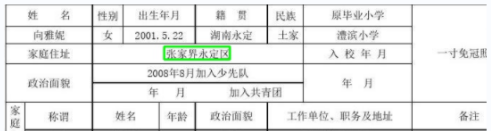 姓 名 性别 出生年月 籍 贯 民族 原毕业小学
向雅妮 女 2001.5.22 湖南永定 土家 澧滨小学
家庭住址 张家界永定区 入 校 年 月 一寸免冠照
政治面貌 2008年8月加入少先队 年 月
年 月 加入共青团
家庭 称谓 姓名 年龄 政治面貌 工作单位、职务及地址 备注